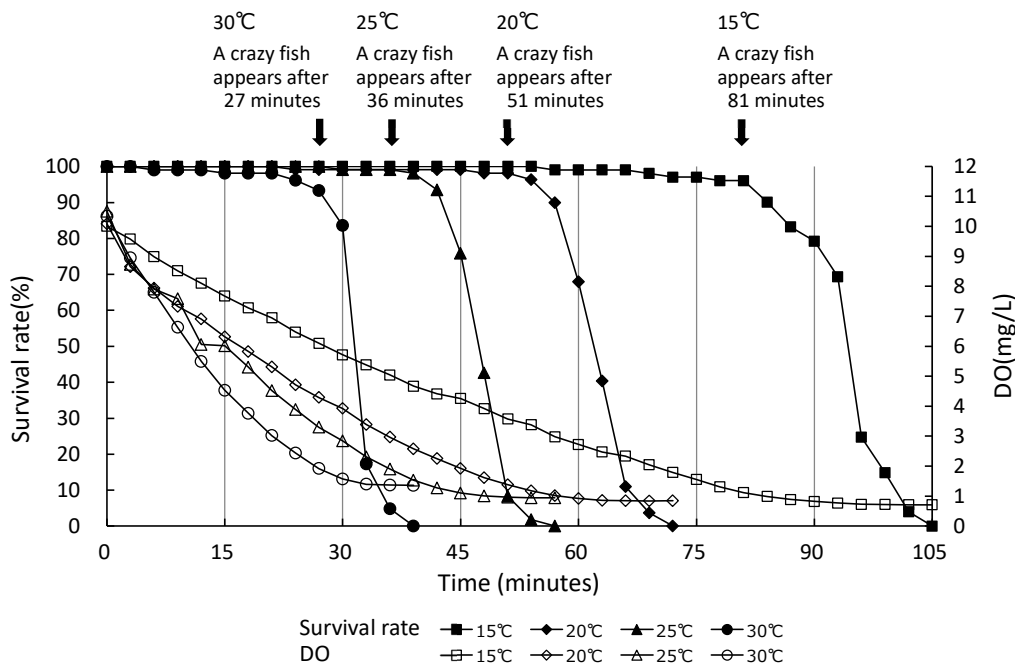 30℃ 25℃ 20℃ 15℃
A crazy fish A crazy fish A crazy fish A crazy fish
appears after appears after appears after appears after
27 minutes 36 minutes 51 minutes 81 minutes
100 12
90 11
80 10
70 9
60 8
50 7
40 6
30 5
20 4
10 3
0 2
1
0
Survival rate(%)
DO(mg/L)
0 15 30 45 60 75 90 105
Time (minutes)
Survival rate 15℃ 20℃ 25℃ 30℃
DO 15℃ 20℃ 25℃ 30℃